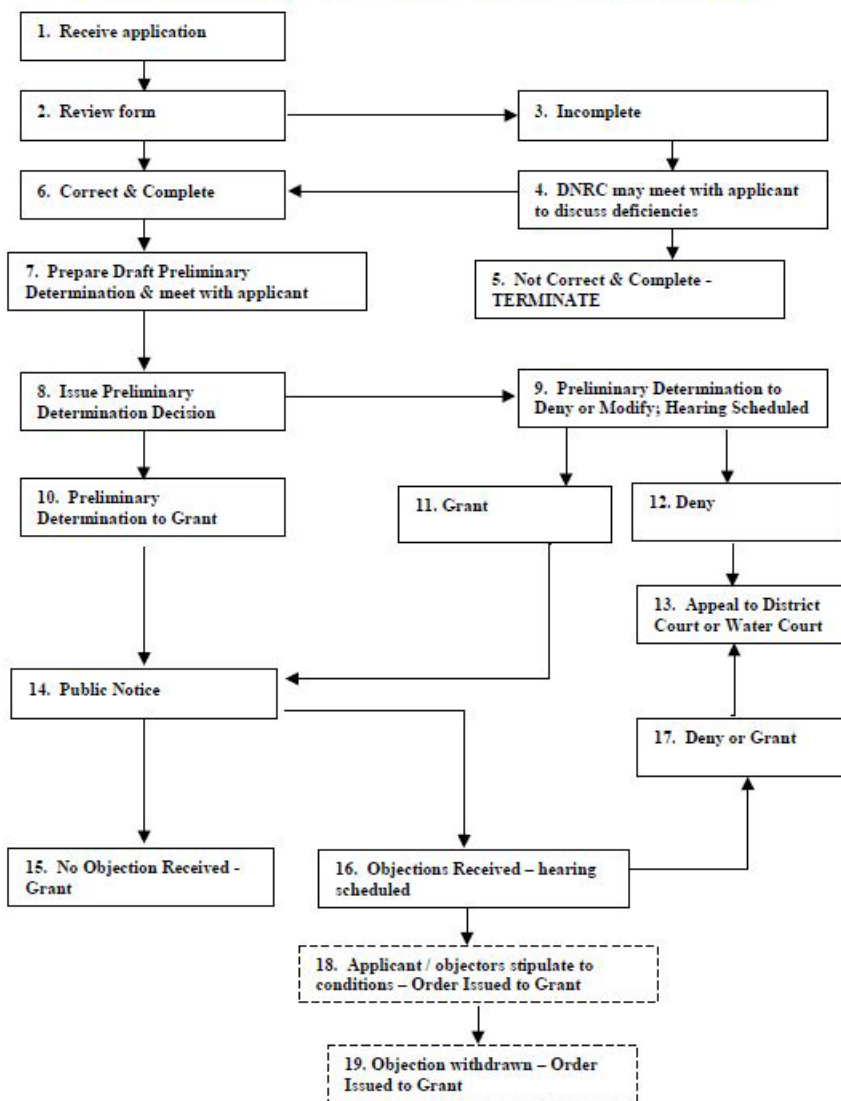 1. Receive application
2. Review form
3. Incomplete
6. Correct & Complete
4. DNRC may meet with applicant
to discuss deficiencies
7. Prepare Draft Preliminary
Determination & meet with applicant
5. Not Correct & Complete -
TERMINATE
8. Issue Preliminary
Determination Decision
9. Preliminary Determination to
Deny or Modify; Hearing Scheduled
10. Preliminary
Determination to Grant
11. Grant
12. Deny
13. Appeal to District
Court or Water Court
14. Public Notice
17. Deny or Grant
15. No Objection Received -
Grant
16. Objections Received – hearing
scheduled
18. Applicant / objectors stipulate to
conditions – Order Issued to Grant
19. Objection withdrawn – Order
Issued to Grant